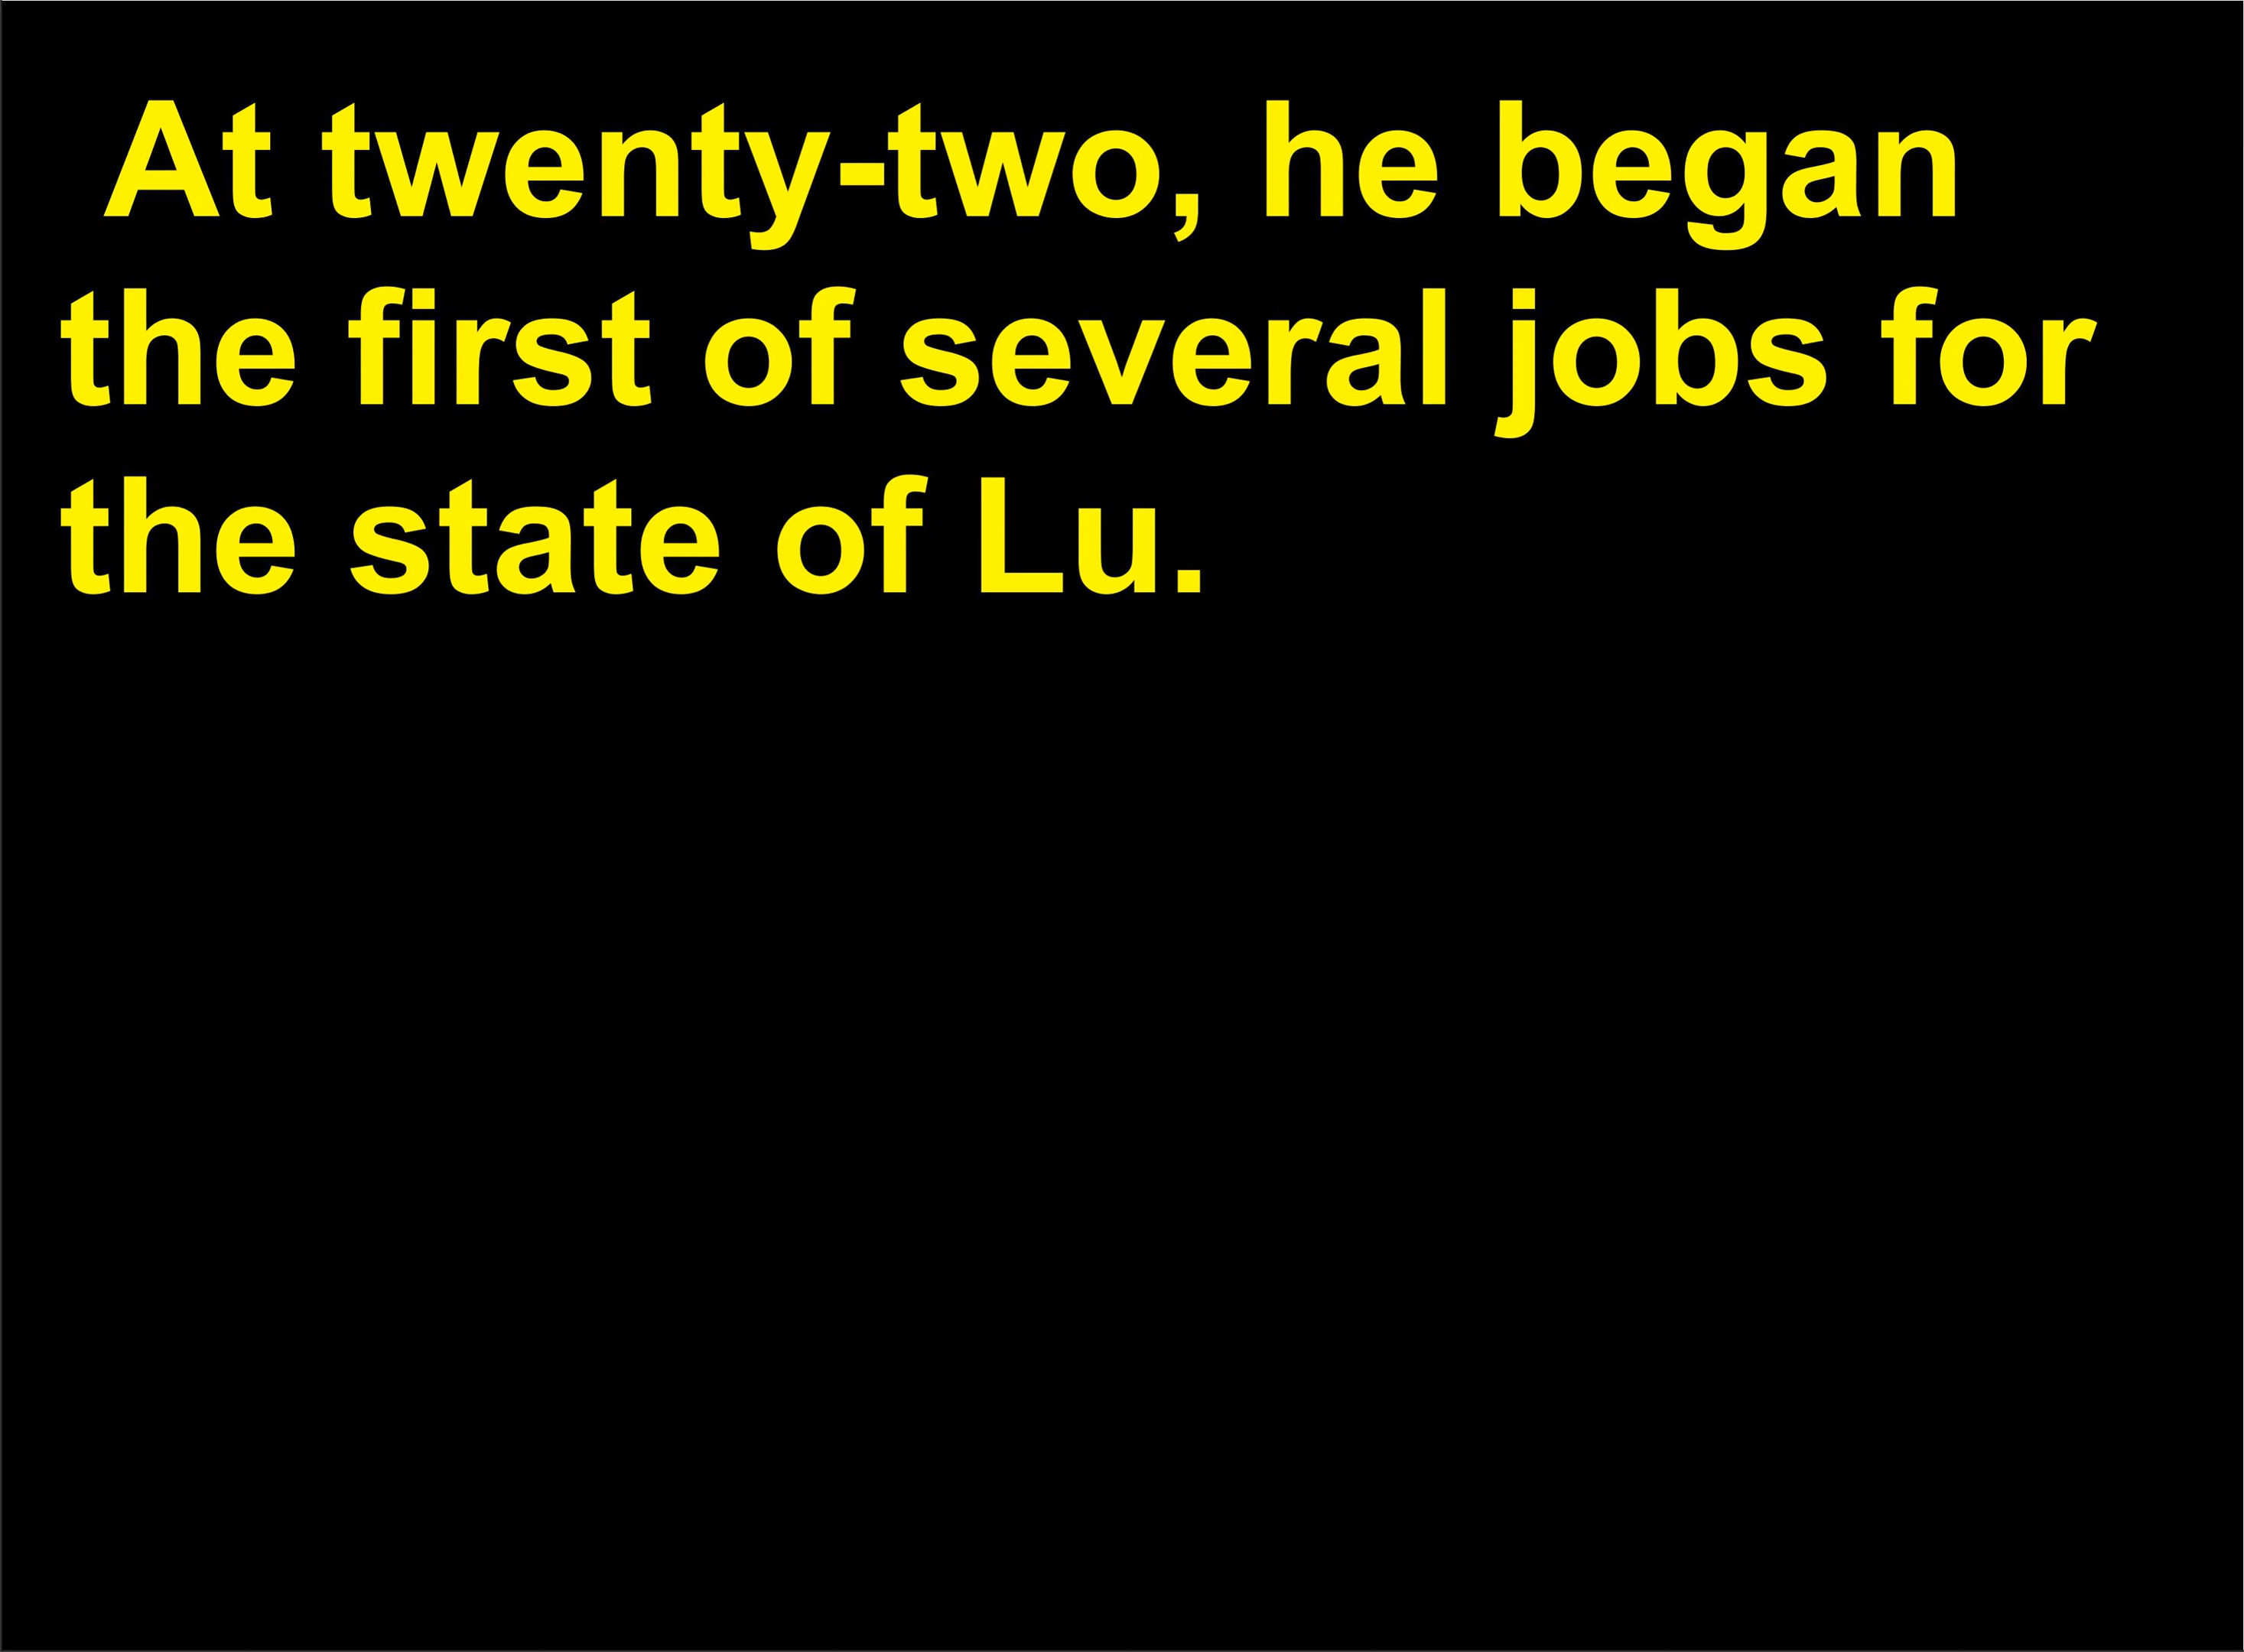 At twenty-two, he began
the first of several jobs for
the state of Lu.